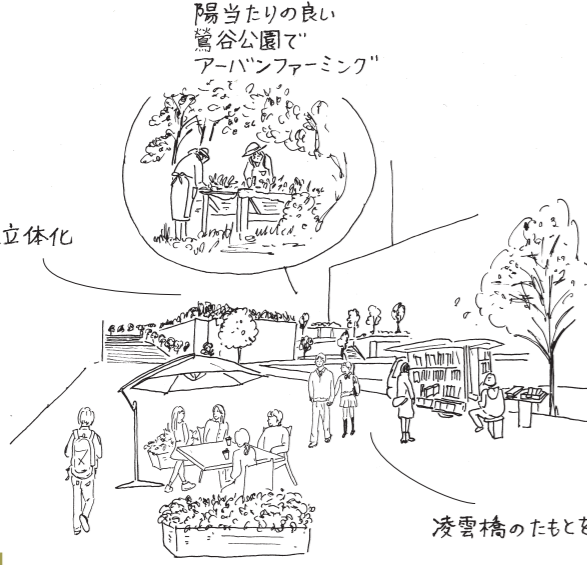 陽当たりの良い
鶯谷公園で
アーバンファーミング
立体化
凌雲橋のたもとを